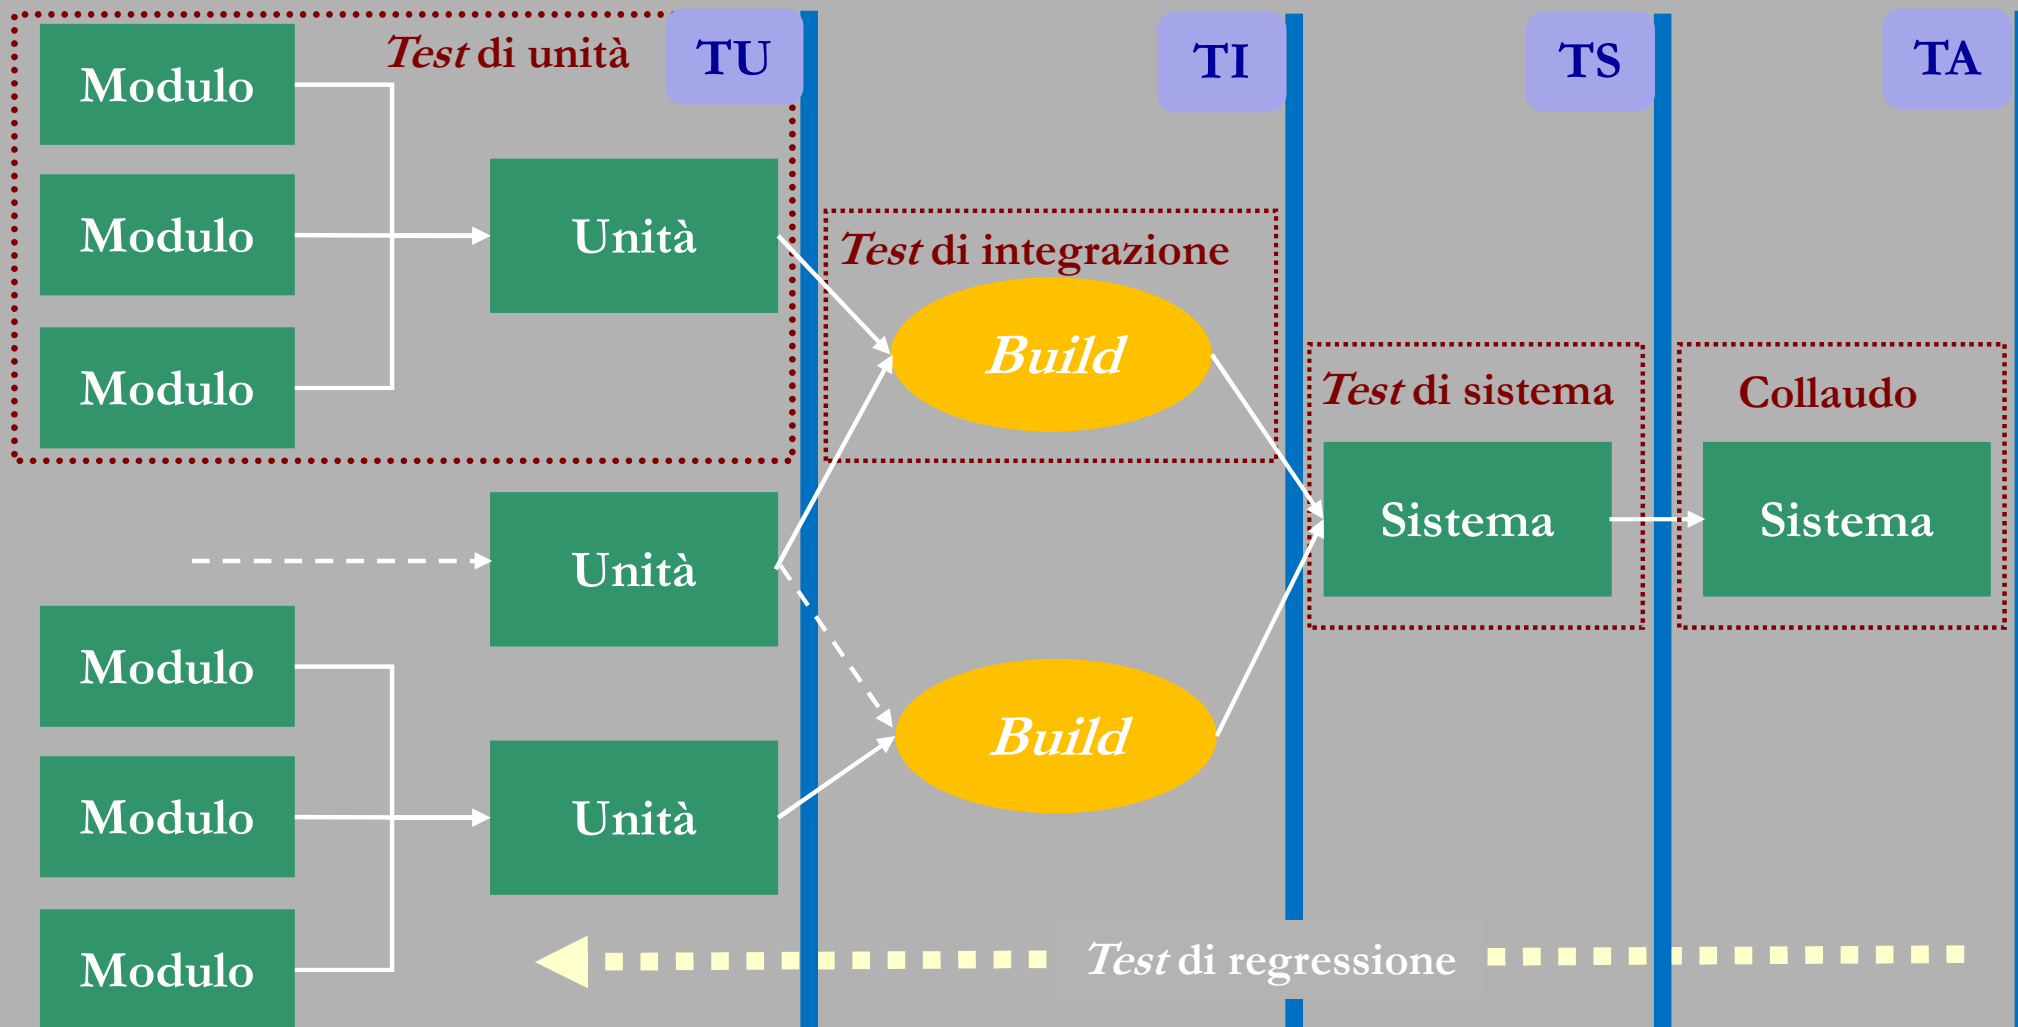 Test di unità
TU
TI
TS
TA
Modulo
Modulo
Unità
Test di integrazione
Build
Modulo
Test di sistema
Collaudo
Sistema
Sistema
Unità
Modulo
Build
Modulo
Unità
Modulo
Test di regressione